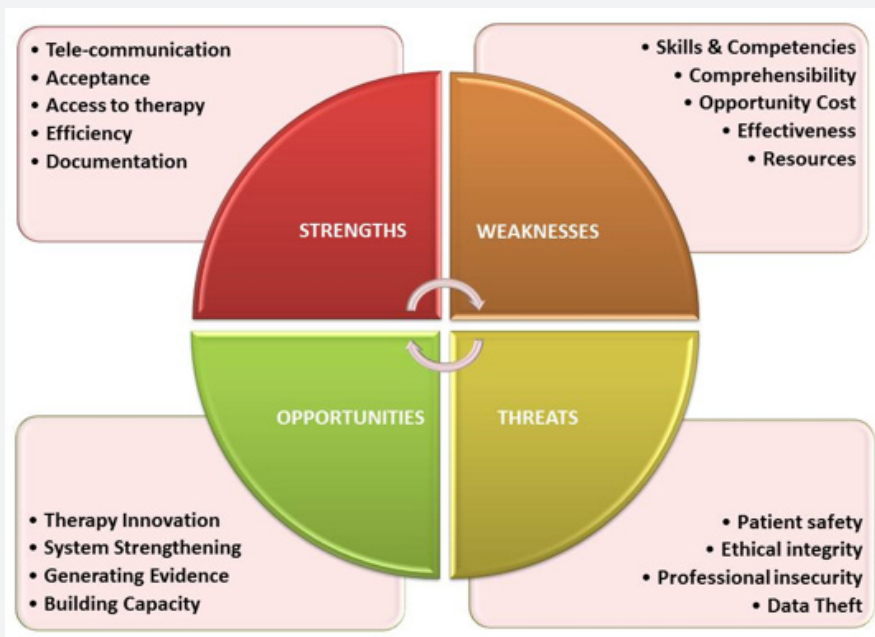 • Tele-communication
• Acceptance
• Access to therapy
• Efficiency
• Documentation
• Skills & Competencies
• Comprehensibility
• Opportunity Cost
• Effectiveness
• Resources
STRENGTHS
WEAKNESSES
OPPORTUNITIES
THREATS
• Therapy Innovation
• System Strengthening
• Generating Evidence
• Building Capacity
• Patient safety
• Ethical integrity
• Professional insecurity
• Data Theft